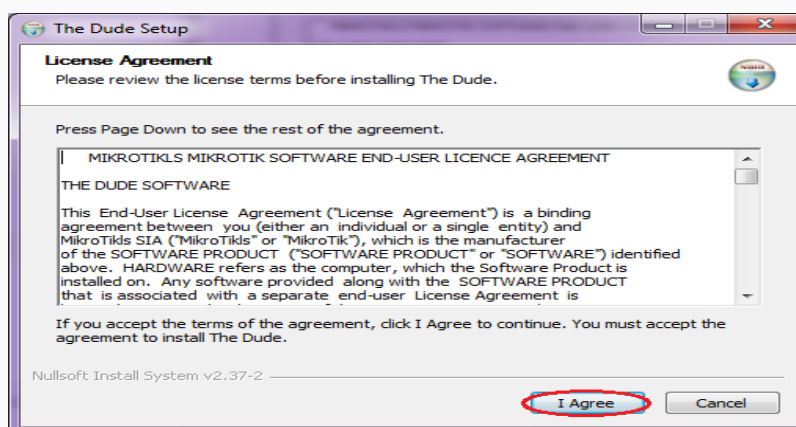 The Dude Setup
License Agreement
Please review the license terms before installing The Dude.
Press Page Down to see the rest of the agreement.
MIKROTIKLS MIKROTIK SOFTWARE END-USER LICENCE AGREEMENT
THE DUDE SOFTWARE
This End-User License Agreement ("License Agreement") is a binding
agreement between you (either an individual or a single entity) and
MikroTikls SIA ("MikroTikls" or "MikroTik"), which is the manufacturer
of the SOFTWARE PRODUCT ("SOFTWARE PRODUCT" or "SOFTWARE") identified
above. HARDWARE refers as the computer, which the Software Product is
installed on. Any software provided along with the SOFTWARE PRODUCT
that is associated with a separate end-user License Agreement is
If you accept the terms of the agreement, click I Agree to continue. You must accept the
agreement to install The Dude.
Nullsoft Install System v2.37-2
I Agree
Cancel